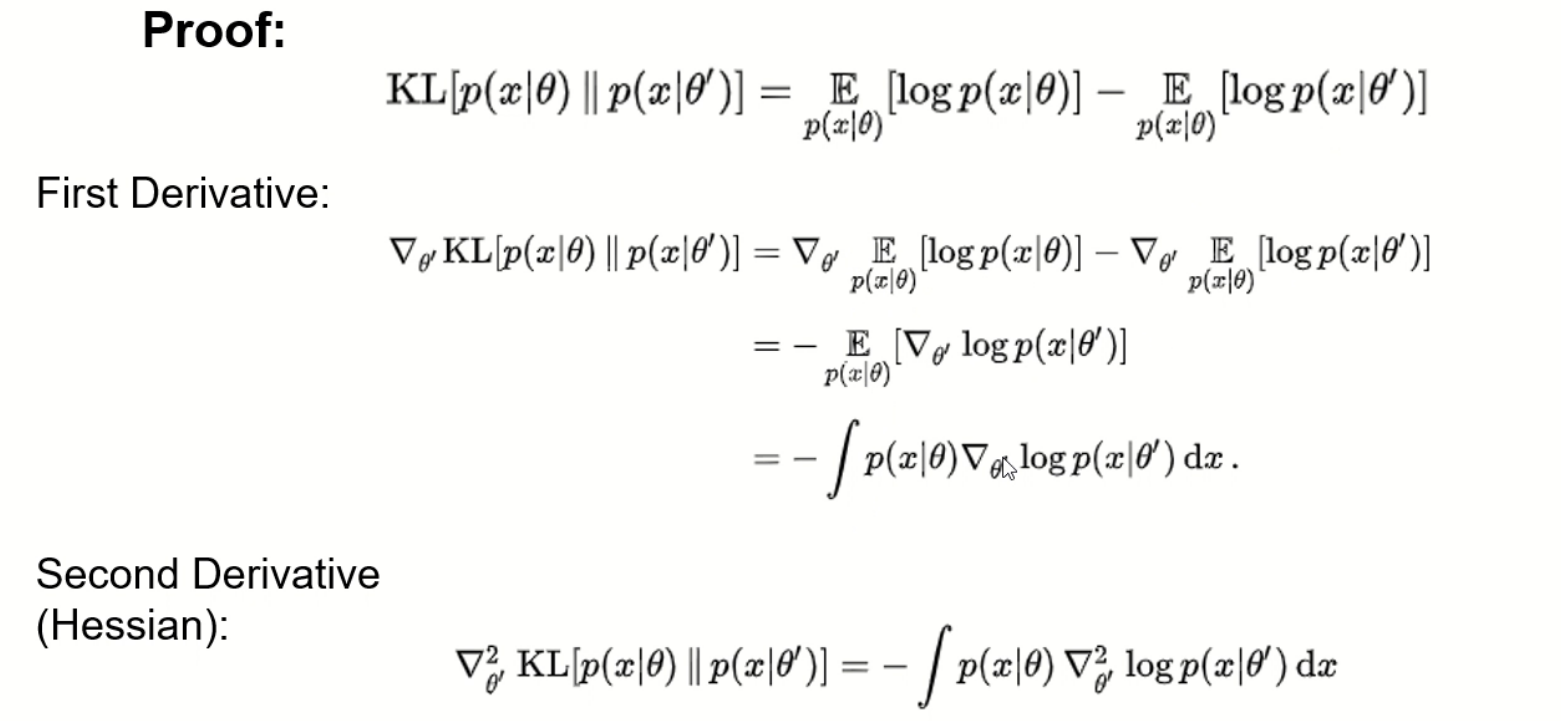 Proof:
KL[p(x|θ) ∥ p(x|θ′)] = 𝔼_{p(x|θ)}[log p(x|θ)] − 𝔼_{p(x|θ)}[log p(x|θ′)]
First Derivative:
∇_{θ′} KL[p(x|θ) ∥ p(x|θ′)] = ∇_{θ′} 𝔼_{p(x|θ)}[log p(x|θ)] − ∇_{θ′} 𝔼_{p(x|θ)}[log p(x|θ′)]
= − 𝔼_{p(x|θ)}[∇_{θ′} log p(x|θ′)]
= − ∫ p(x|θ)∇_{θ′} log p(x|θ′) dx .
Second Derivative
(Hessian):
∇²_{θ′} KL[p(x|θ) ∥ p(x|θ′)] = − ∫ p(x|θ) ∇²_{θ′} log p(x|θ′) dx